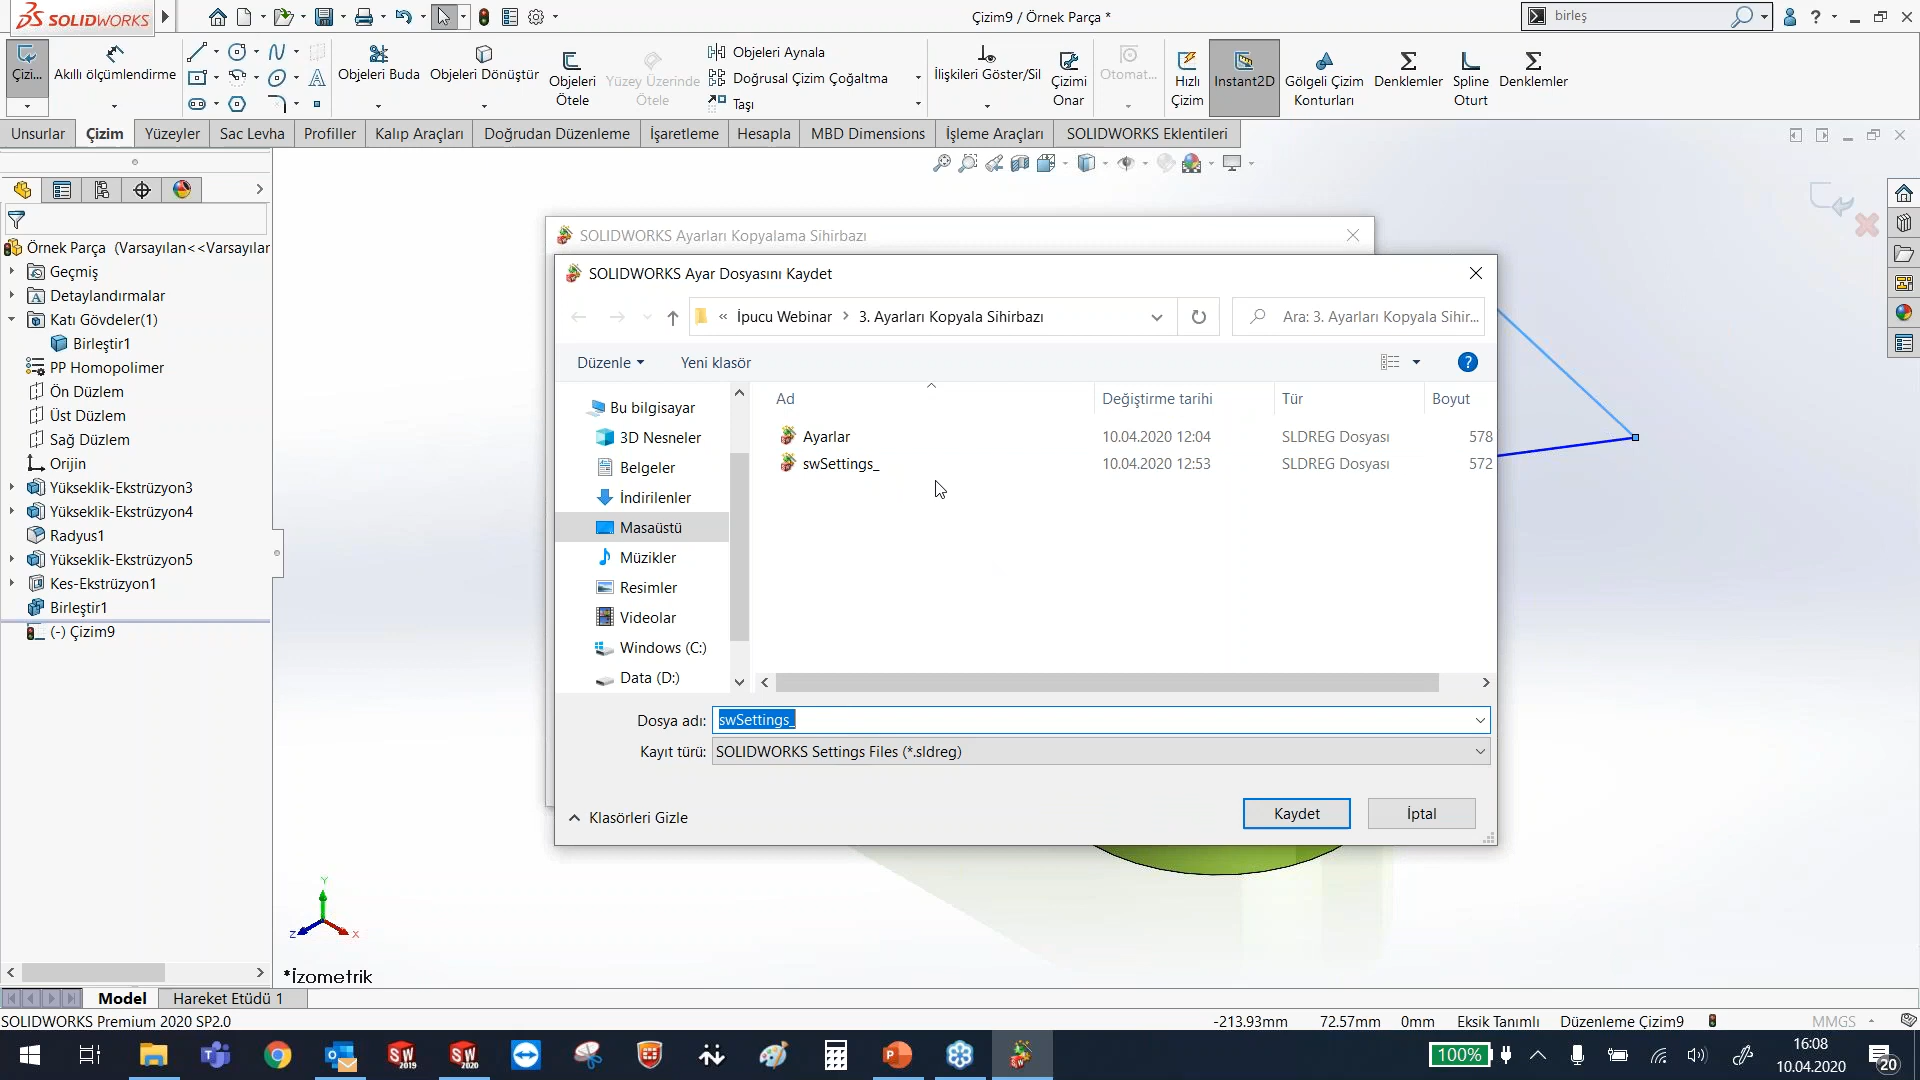 SOLIDWORKS
Çizim9 / Örnek Parça *
birleş
Çizi...
Akıllı ölçümlendirme
Objeleri Buda
Objeleri Dönüştür
Objeleri Ötele
Yüzey Üzerinde Ötele
Objeleri Aynala
Doğrusal Çizim Çoğaltma
Taşı
İlişkileri Göster/Sil
Çizimi Onar
Otomat...
Hızlı Çizim
Instant2D
Gölgeli Çizim Konturları
Denklemler
Spline Oturt
Denklemler
Unsurlar
Çizim
Yüzeyler
Sac Levha
Profiller
Kalıp Araçları
Doğrudan Düzenleme
İşaretleme
Hesapla
MBD Dimensions
İşleme Araçları
SOLIDWORKS Eklentileri
Örnek Parça (Varsayılan<<Varsayılar
Geçmiş
Detaylandırmalar
Katı Gövdeler(1)
Birleştir1
PP Homopolimer
Ön Düzlem
Üst Düzlem
Sağ Düzlem
Orijin
Yükseklik-Ekstrüzyon3
Yükseklik-Ekstrüzyon4
Radyus1
Yükseklik-Ekstrüzyon5
Kes-Ekstrüzyon1
Birleştir1
(-) Çizim9
SOLIDWORKS Ayarları Kopyalama Sihirbazı
SOLIDWORKS Ayar Dosyasını Kaydet
« İpucu Webinar > 3. Ayarları Kopyala Sihirbazı
Ara: 3. Ayarları Kopyala Sihir...
Düzenle
Yeni klasör
Bu bilgisayar
3D Nesneler
Belgeler
İndirilenler
Masaüstü
Müzikler
Resimler
Videolar
Windows (C:)
Data (D:)
Ad Değiştirme tarihi Tür Boyut
Ayarlar 10.04.2020 12:04 SLDREG Dosyası 578
swSettings_ 10.04.2020 12:53 SLDREG Dosyası 572
Dosya adı: swSettings_
Kayıt türü: SOLIDWORKS Settings Files (*.sldreg)
Klasörleri Gizle
Kaydet
İptal
Y
Z
X
*İzometrik
Model
Hareket Etüdü 1
SOLIDWORKS Premium 2020 SP2.0
-213.93mm 72.57mm 0mm Eksik Tanımlı Düzenleme Çizim9
MMGS
SW 2019
SW 2020
100%
16:08
10.04.2020
20